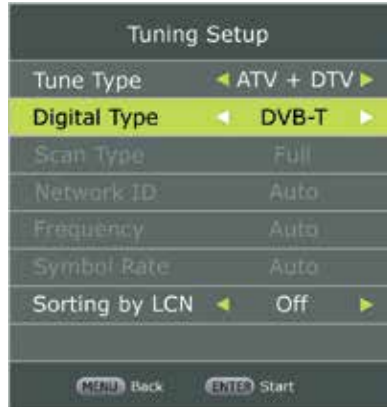 Tuning Setup
Tune Type ATV + DTV
Digital Type DVB-T
Scan Type Full
Network ID Auto
Frequency Auto
Symbol Rate Auto
Sorting by LCN Off
MENU Back ENTER Start